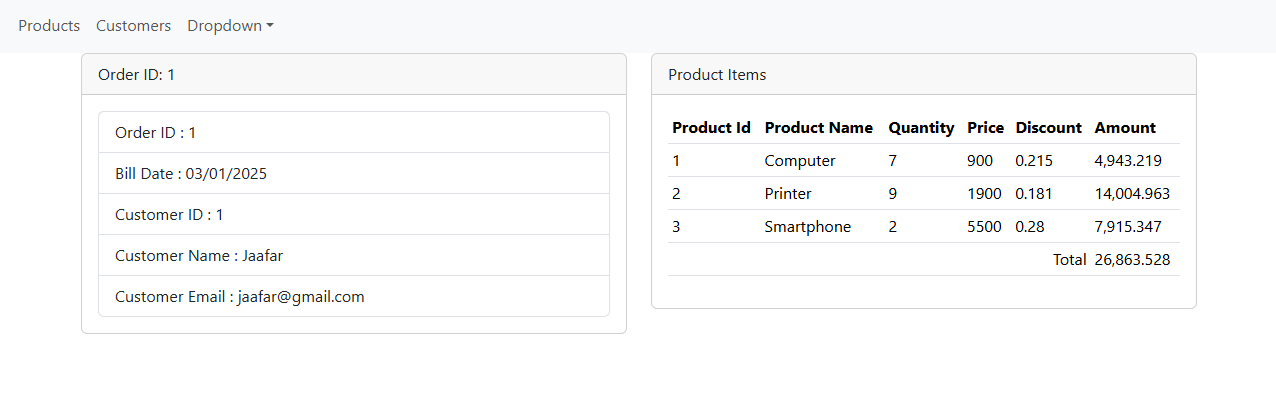 Products Customers Dropdown
Order ID: 1
Order ID : 1
Bill Date : 03/01/2025
Customer ID : 1
Customer Name : Jaafar
Customer Email : jaafar@gmail.com
Product Items
Product Id Product Name Quantity Price Discount Amount
1 Computer 7 900 0.215 4,943.219
2 Printer 9 1900 0.181 14,004.963
3 Smartphone 2 5500 0.28 7,915.347
Total 26,863.528